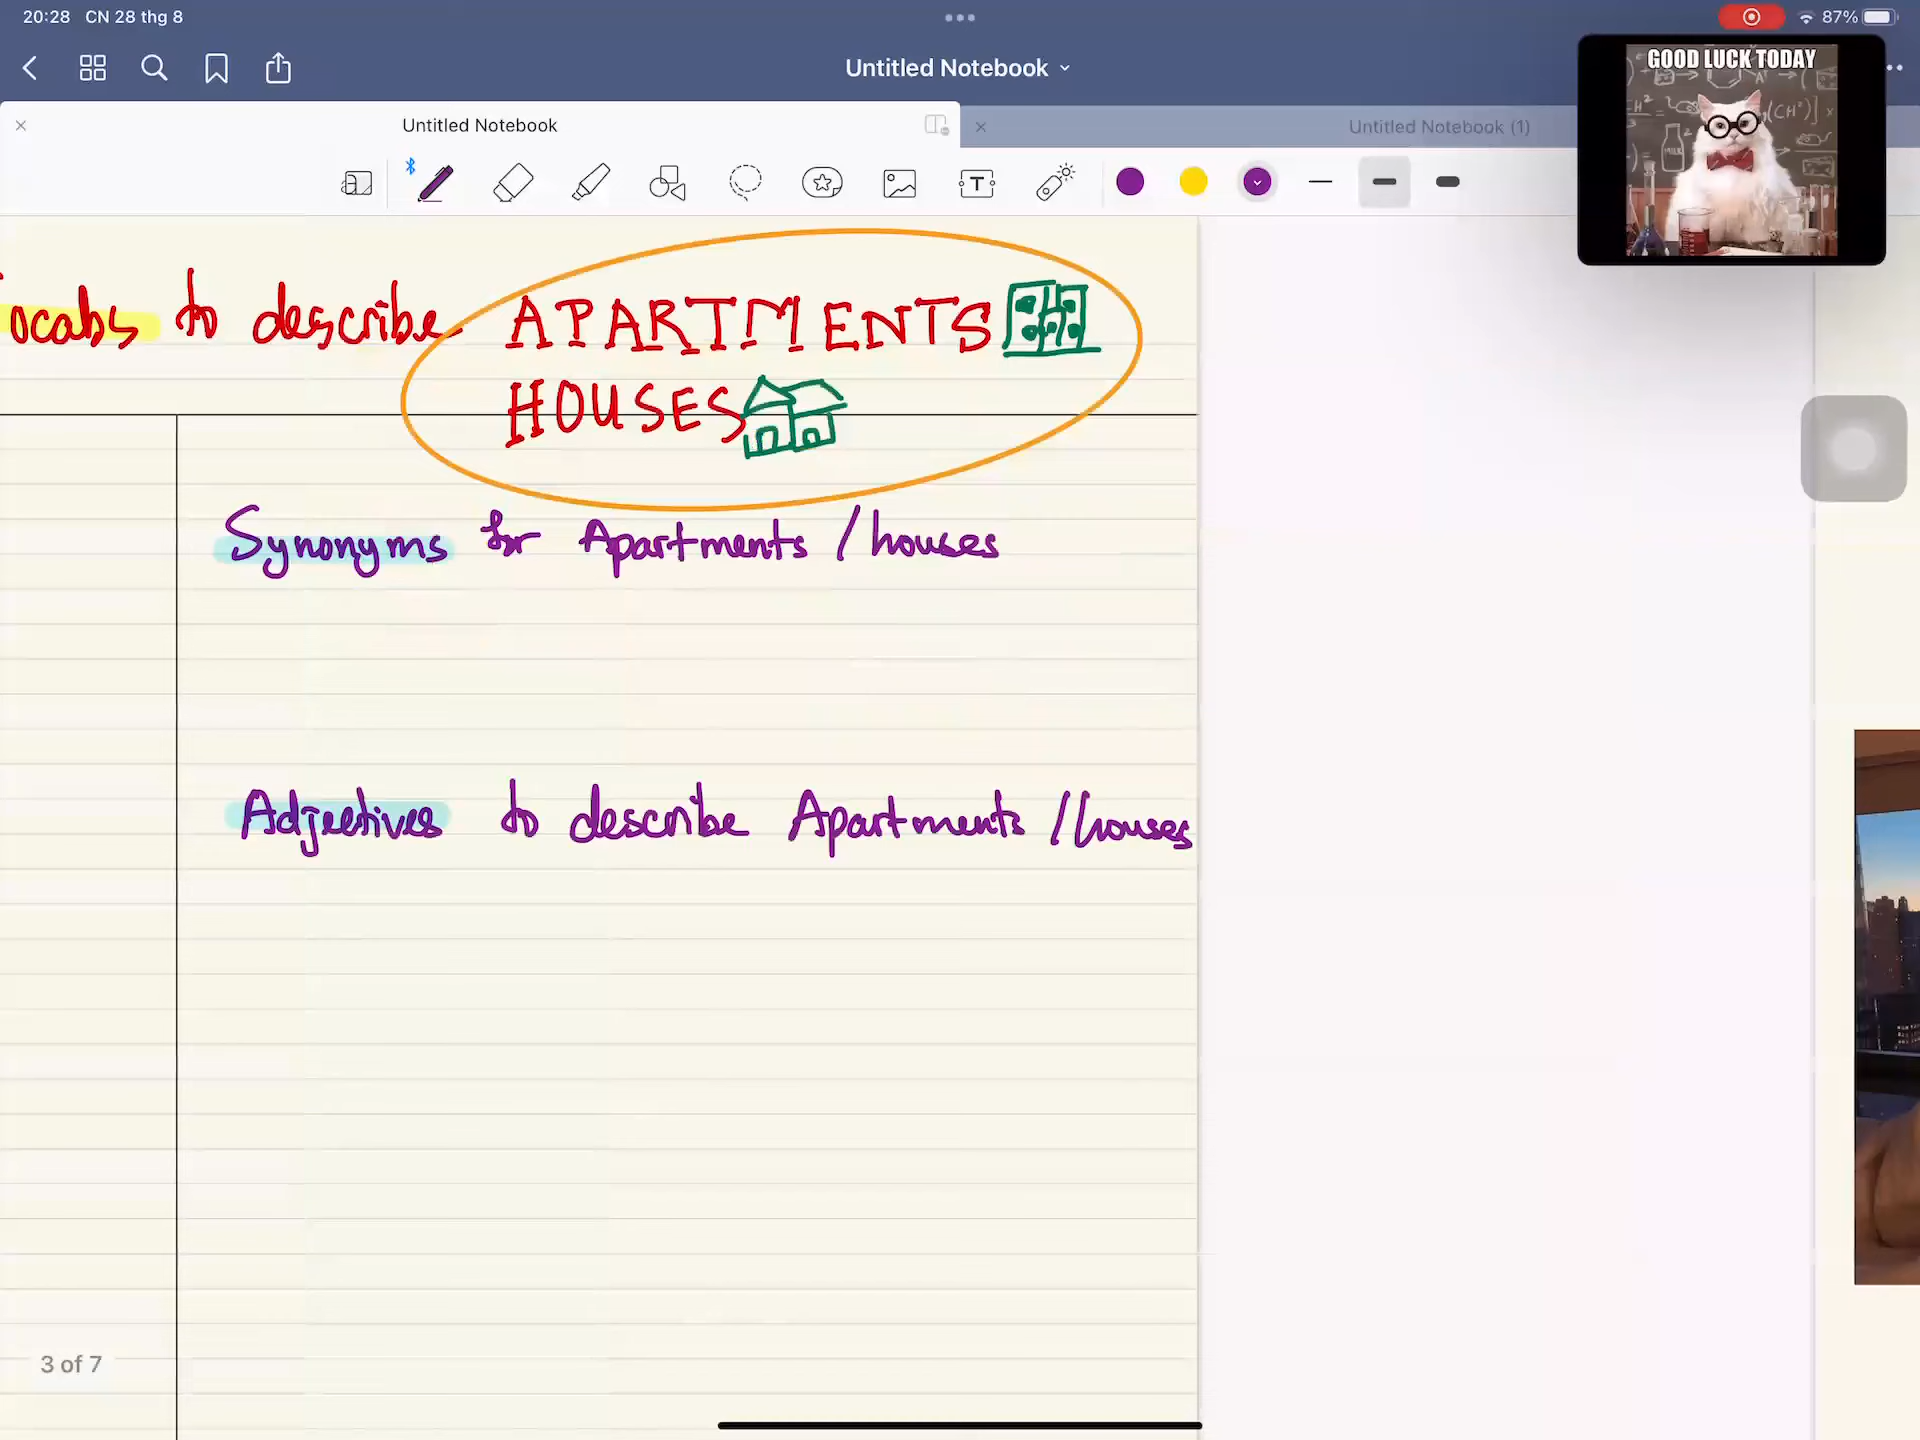 20:28 CN 28 thg 8
87%
Untitled Notebook
GOOD LUCK TODAY
Untitled Notebook
Untitled Notebook (1)
ocabs to describe APARTMENTS
HOUSES
Synonyms for Apartments / houses
Adjectives to describe Apartments / houses
3 of 7